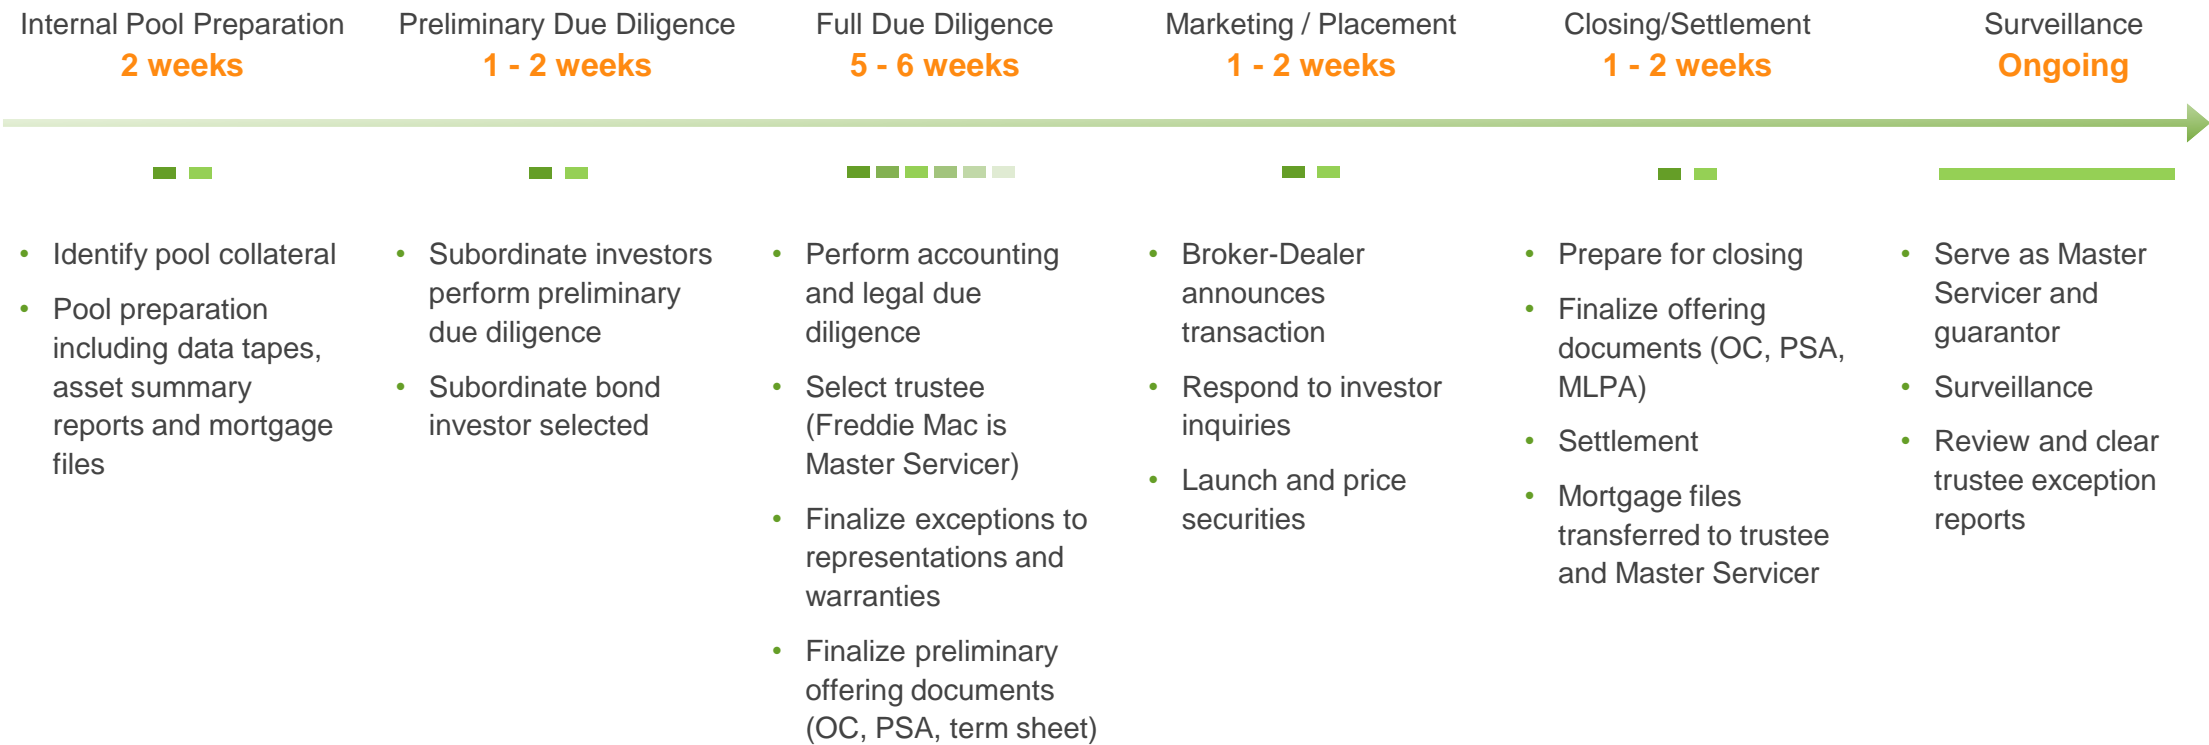 Internal Pool Preparation
2 weeks
Preliminary Due Diligence
1 - 2 weeks
Full Due Diligence
5 - 6 weeks
Marketing / Placement
1 - 2 weeks
Closing/Settlement
1 - 2 weeks
Surveillance
Ongoing
• Identify pool collateral
• Pool preparation
including data tapes,
asset summary
reports and mortgage
files
• Subordinate investors
perform preliminary
due diligence
• Subordinate bond
investor selected
• Perform accounting
and legal due
diligence
• Select trustee
(Freddie Mac is
Master Servicer)
• Finalize exceptions to
representations and
warranties
• Finalize preliminary
offering documents
(OC, PSA, term sheet)
• Broker-Dealer
announces
transaction
• Respond to investor
inquiries
• Launch and price
securities
• Prepare for closing
• Finalize offering
documents (OC, PSA,
MLPA)
• Settlement
• Mortgage files
transferred to trustee
and Master Servicer
• Serve as Master
Servicer and
guarantor
• Surveillance
• Review and clear
trustee exception
reports